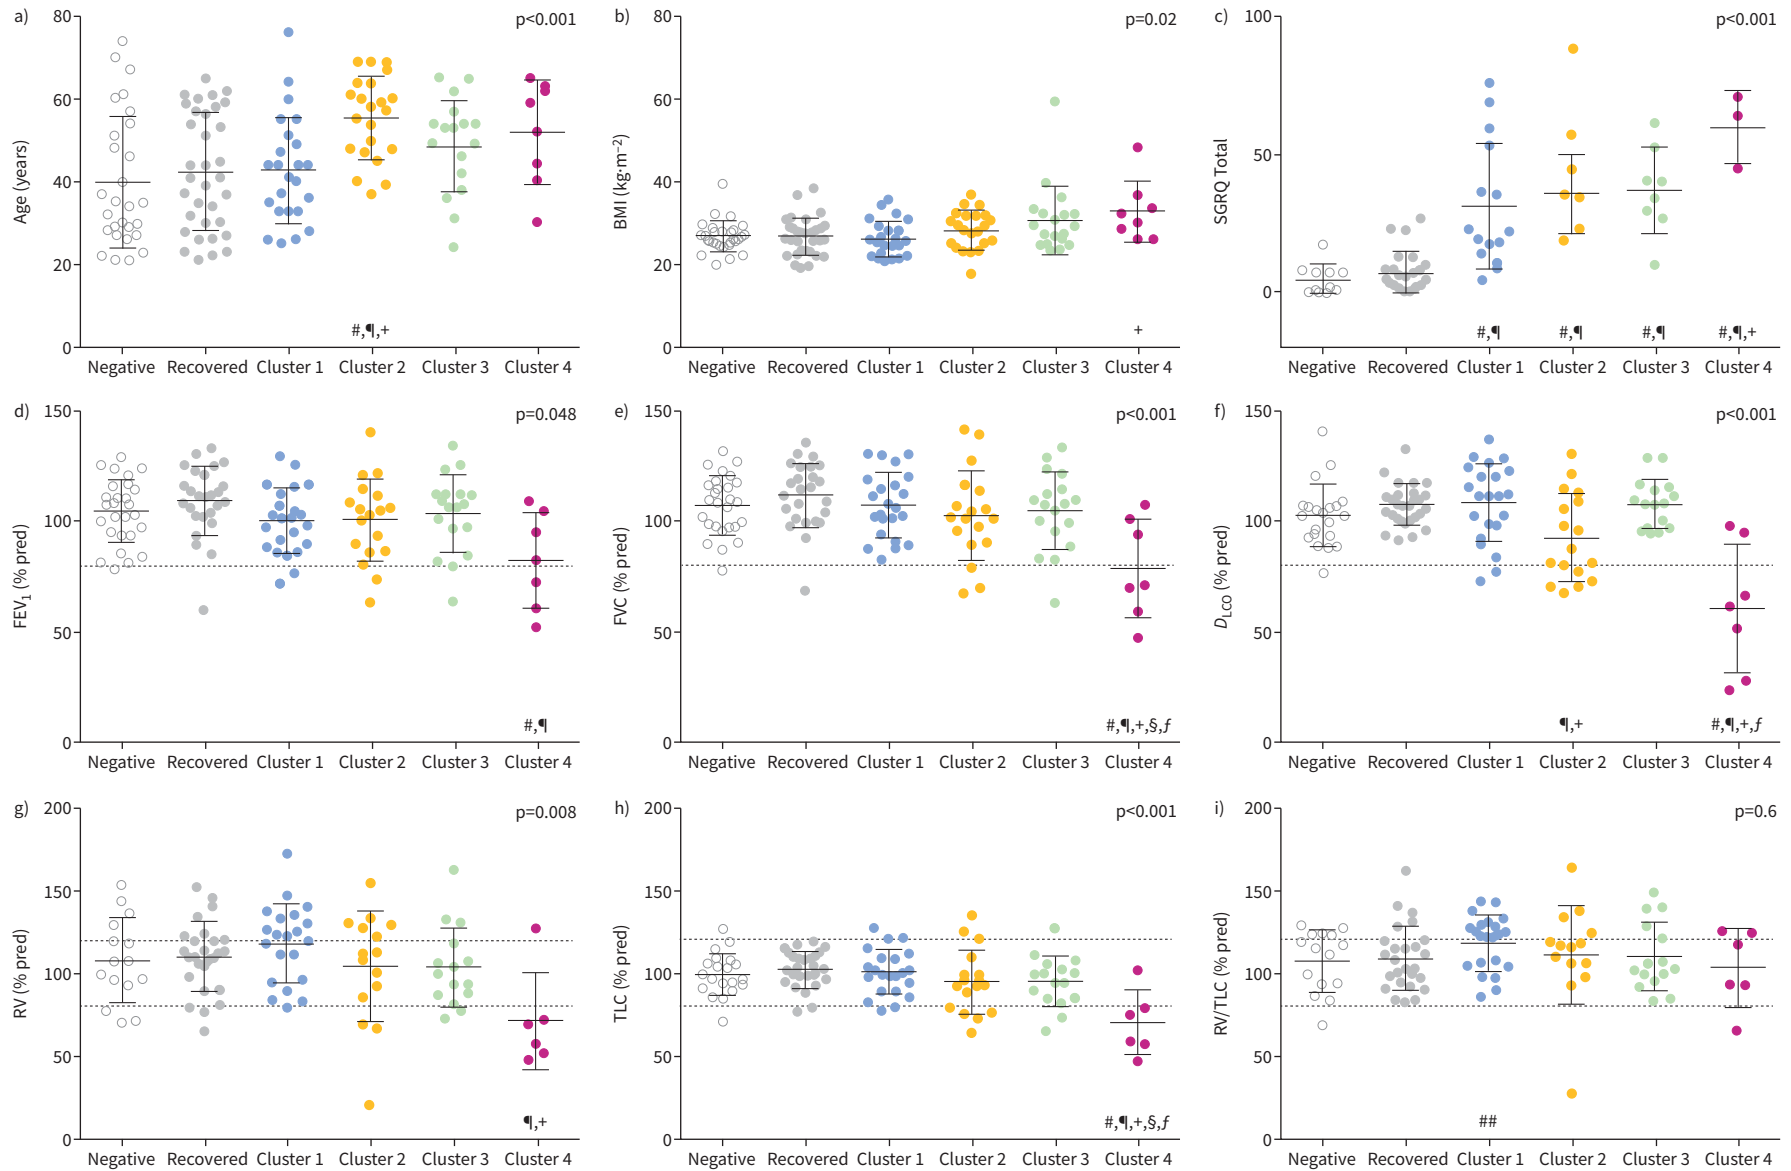 a)
p<0.001
Age (years)
80
60
40
20
0
#,¶,+
Negative Recovered Cluster 1 Cluster 2 Cluster 3 Cluster 4
b)
p=0.02
BMI (kg·m−2)
80
60
40
20
0
+
Negative Recovered Cluster 1 Cluster 2 Cluster 3 Cluster 4
c)
p<0.001
SGRQ Total
100
50
0
#,¶ #,¶ #,¶ #,¶,+
Negative Recovered Cluster 1 Cluster 2 Cluster 3 Cluster 4
d)
p=0.048
FEV1 (% pred)
150
100
50
0
#,¶
Negative Recovered Cluster 1 Cluster 2 Cluster 3 Cluster 4
e)
p<0.001
FVC (% pred)
150
100
50
0
#,¶,+,§,ƒ
Negative Recovered Cluster 1 Cluster 2 Cluster 3 Cluster 4
f)
p<0.001
DLCO (% pred)
150
100
50
0
¶,+ #,¶,+,ƒ
Negative Recovered Cluster 1 Cluster 2 Cluster 3 Cluster 4
g)
p=0.008
RV (% pred)
200
150
100
50
0
¶,+
Negative Recovered Cluster 1 Cluster 2 Cluster 3 Cluster 4
h)
p<0.001
TLC (% pred)
200
150
100
50
0
#,¶,+,§,ƒ
Negative Recovered Cluster 1 Cluster 2 Cluster 3 Cluster 4
i)
p=0.6
RV/TLC (% pred)
200
150
100
50
0
##
Negative Recovered Cluster 1 Cluster 2 Cluster 3 Cluster 4